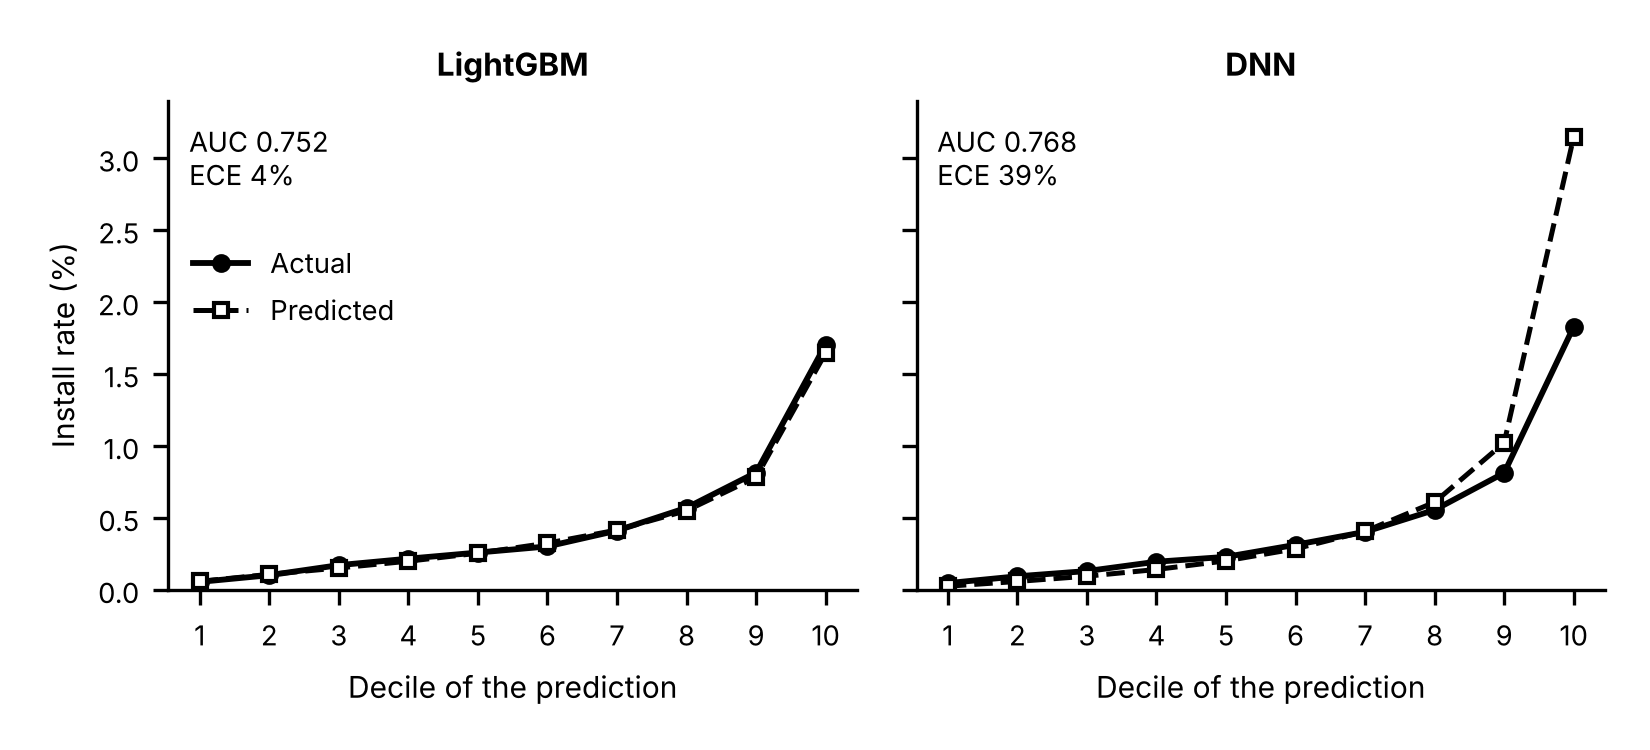 LightGBM
AUC 0.752
ECE 4%
Actual
Predicted
Install rate (%)
3.0
2.5
2.0
1.5
1.0
0.5
0.0
1 2 3 4 5 6 7 8 9 10
Decile of the prediction
DNN
AUC 0.768
ECE 39%
1 2 3 4 5 6 7 8 9 10
Decile of the prediction